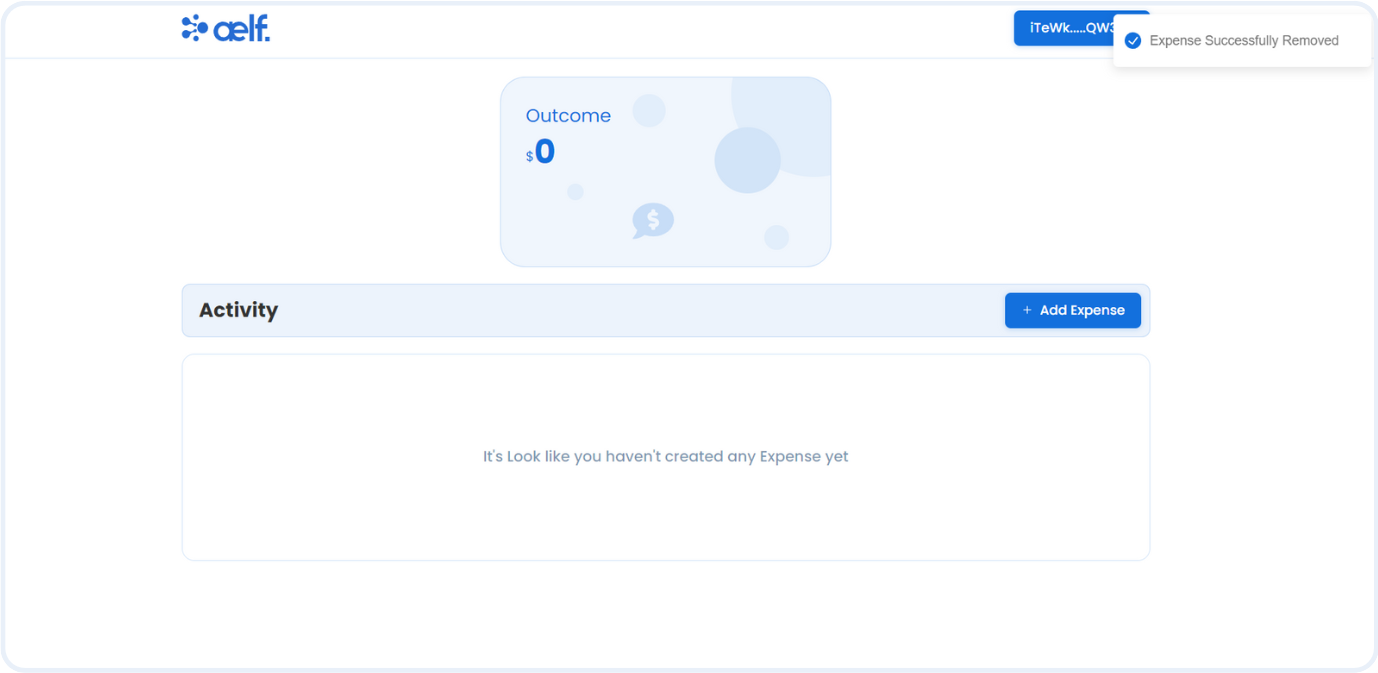 aelf.
iTeWk.....QW3
Expense Successfully Removed
Outcome
$0
$
Activity
+ Add Expense
It's Look like you haven't created any Expense yet